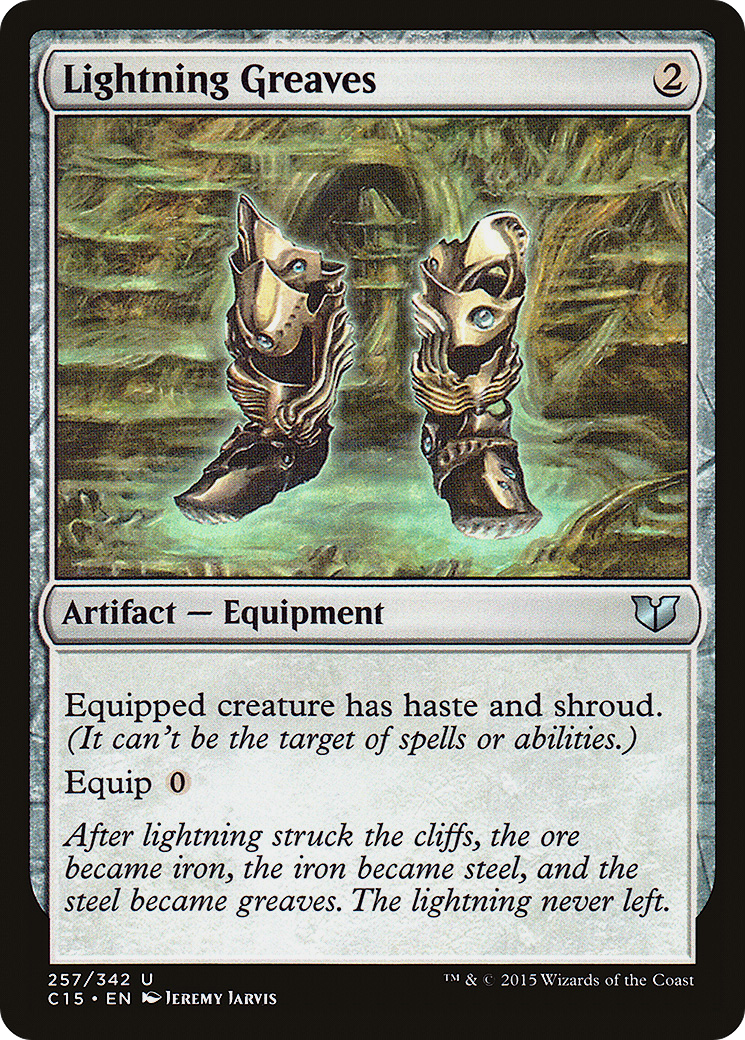 Lightning Greaves 2
Artifact — Equipment
Equipped creature has haste and shroud.
(It can't be the target of spells or abilities.)
Equip 0
After lightning struck the cliffs, the ore
became iron, the iron became steel, and the
steel became greaves. The lightning never left.
257/342 U ™ & © 2015 Wizards of the Coast
C15 • EN Jeremy Jarvis